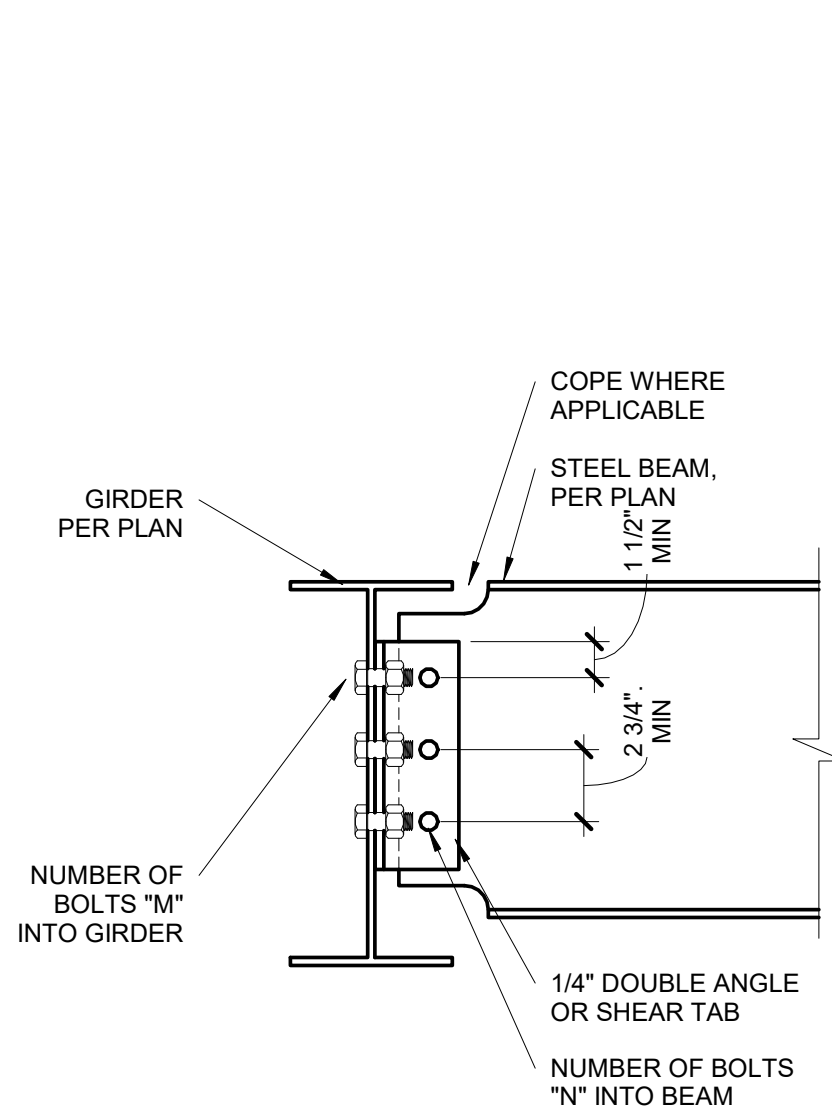 COPE WHERE
APPLICABLE
STEEL BEAM,
PER PLAN
GIRDER
PER PLAN
1 1/2"
MIN
2 3/4".
MIN
NUMBER OF
BOLTS "M"
INTO GIRDER
1/4" DOUBLE ANGLE
OR SHEAR TAB
NUMBER OF BOLTS
"N" INTO BEAM